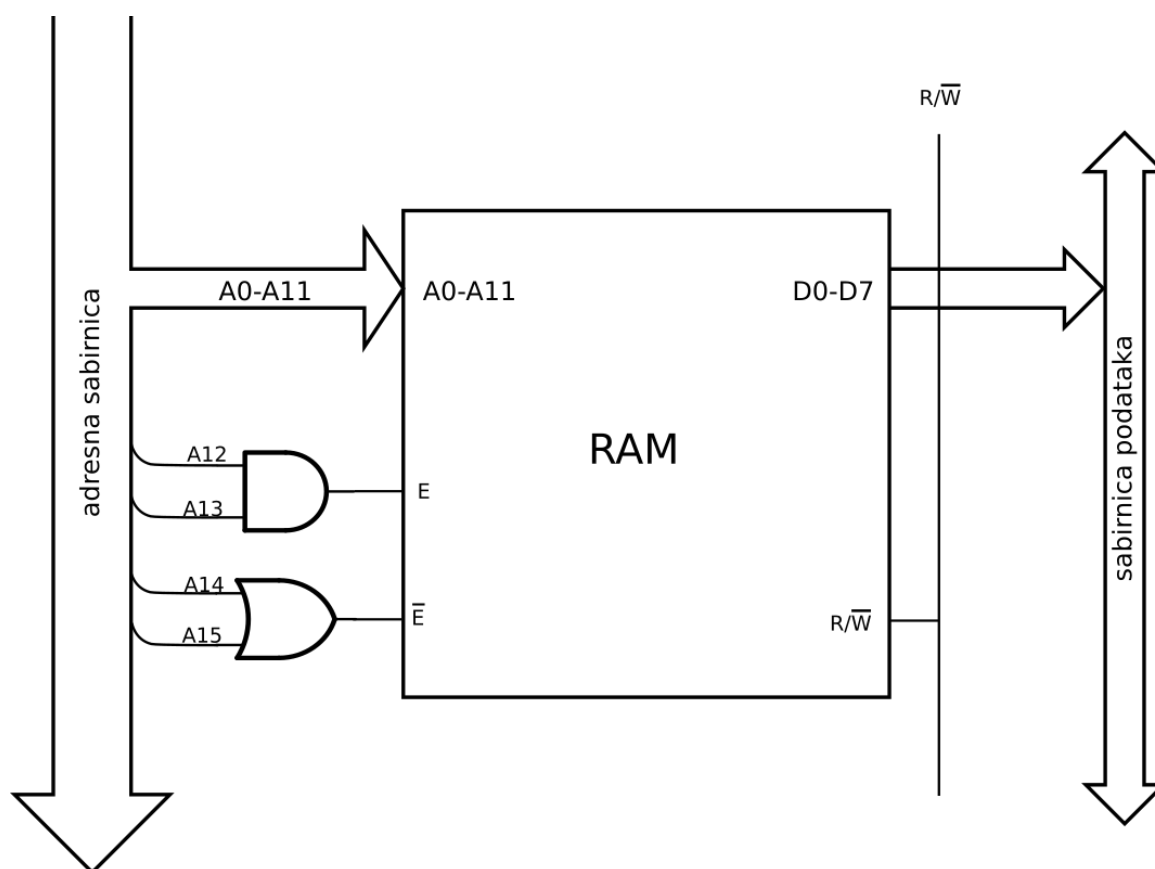 R/W̅
A0-A11
A0-A11
D0-D7
adresna sabirnica
sabirnica podataka
RAM
A12
E
A13
A14
E̅
A15
R/W̅